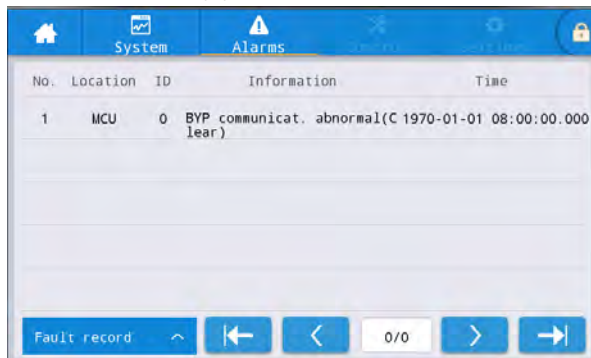 System
Alarms
No. Location ID Information Time
1 MCU 0 BYP communicat. abnormal(C 1970-01-01 08:00:00.000
lear)
Fault record 0/0